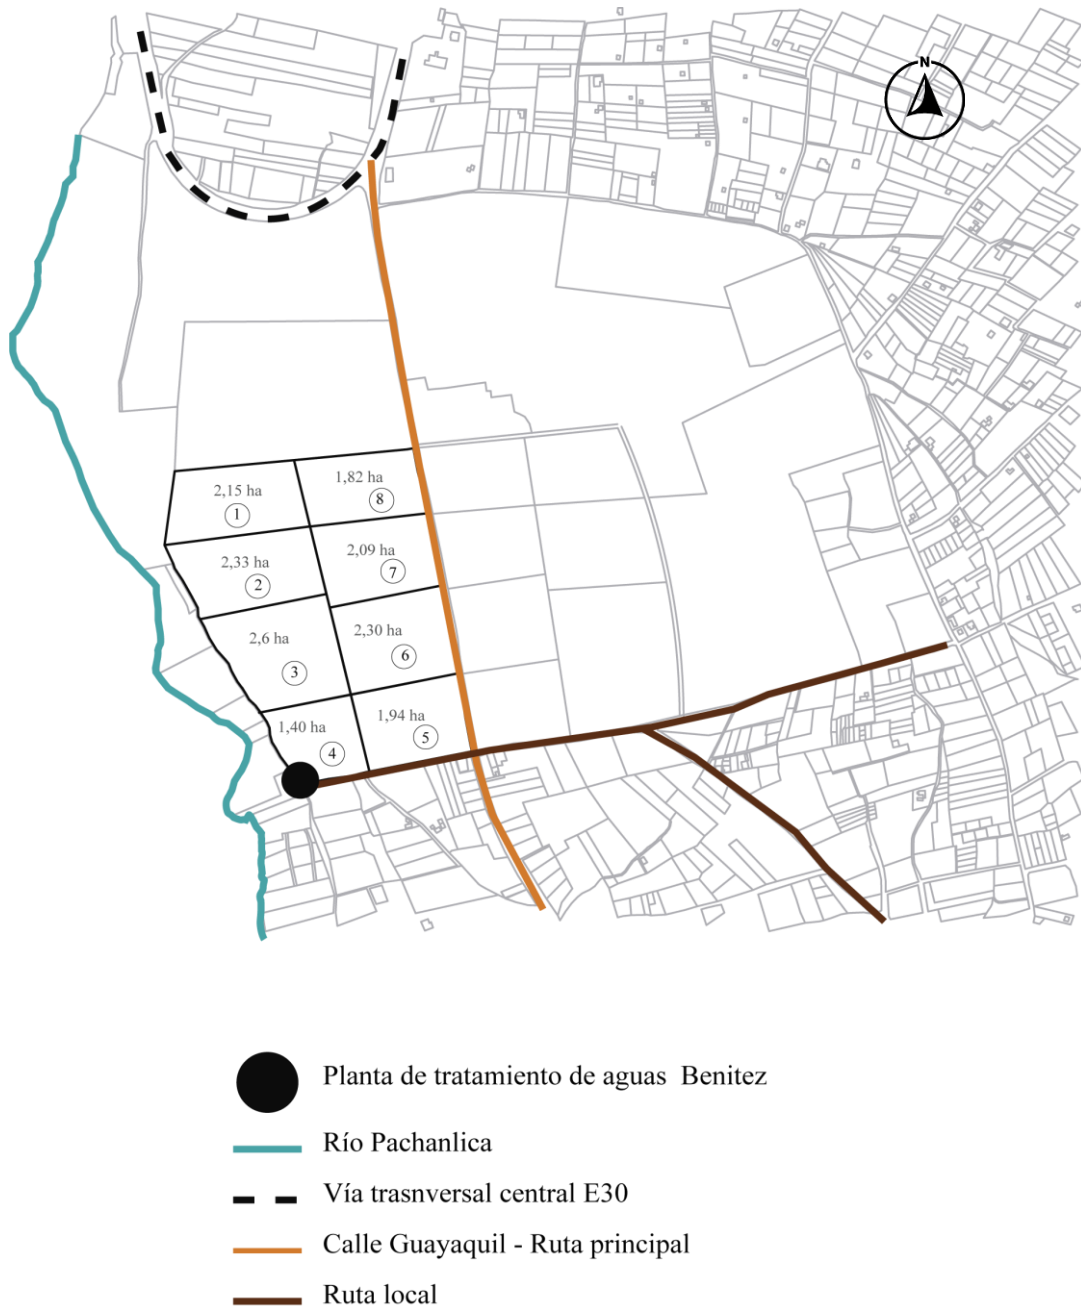 N
2,15 ha
1
1,82 ha
8
2,33 ha
2
2,09 ha
7
2,6 ha
3
2,30 ha
6
1,40 ha
4
1,94 ha
5
Planta de tratamiento de aguas Benitez
Río Pachanlica
Vía trasnversal central E30
Calle Guayaquil - Ruta principal
Ruta local